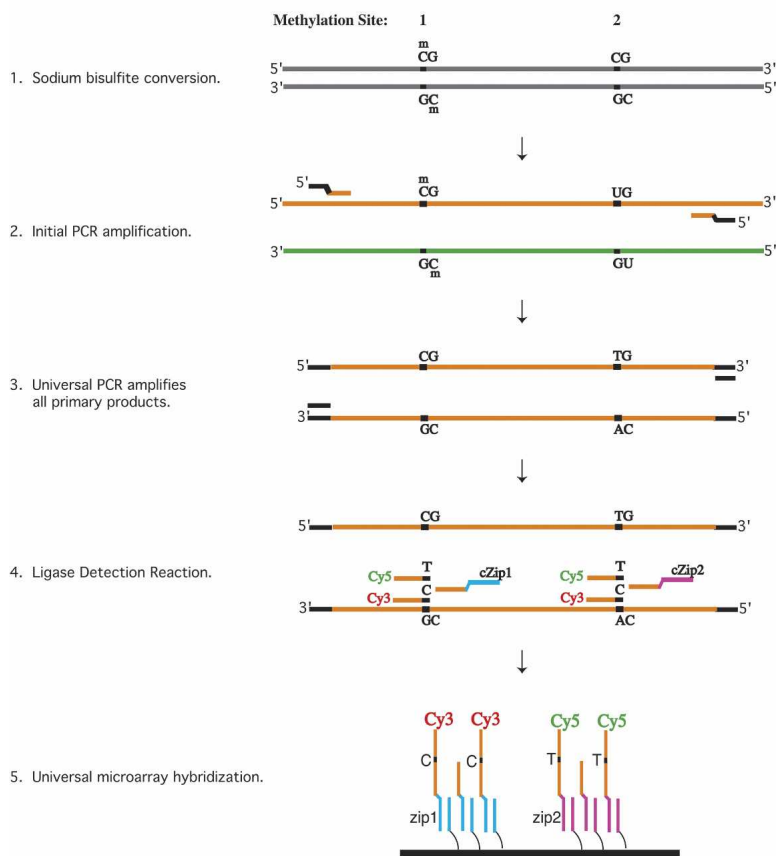 Methylation Site: 1 2
m
CG CG
5' 3'
1. Sodium bisulfite conversion.
3' 5'
GC GC
m
5'
m
CG UG
5' 3'
5'
2. Initial PCR amplification.
3' 5'
GC GU
m
CG TG
5' 3'
3. Universal PCR amplifies
all primary products.
3' 5'
GC AC
CG TG
5' 3'
T cZip1 T cZip2
4. Ligase Detection Reaction.
Cy5 Cy5
C C
Cy3 Cy3
3' 5'
GC AC
Cy3 Cy3 Cy5 Cy5
C C T T
5. Universal microarray hybridization.
zip1 zip2